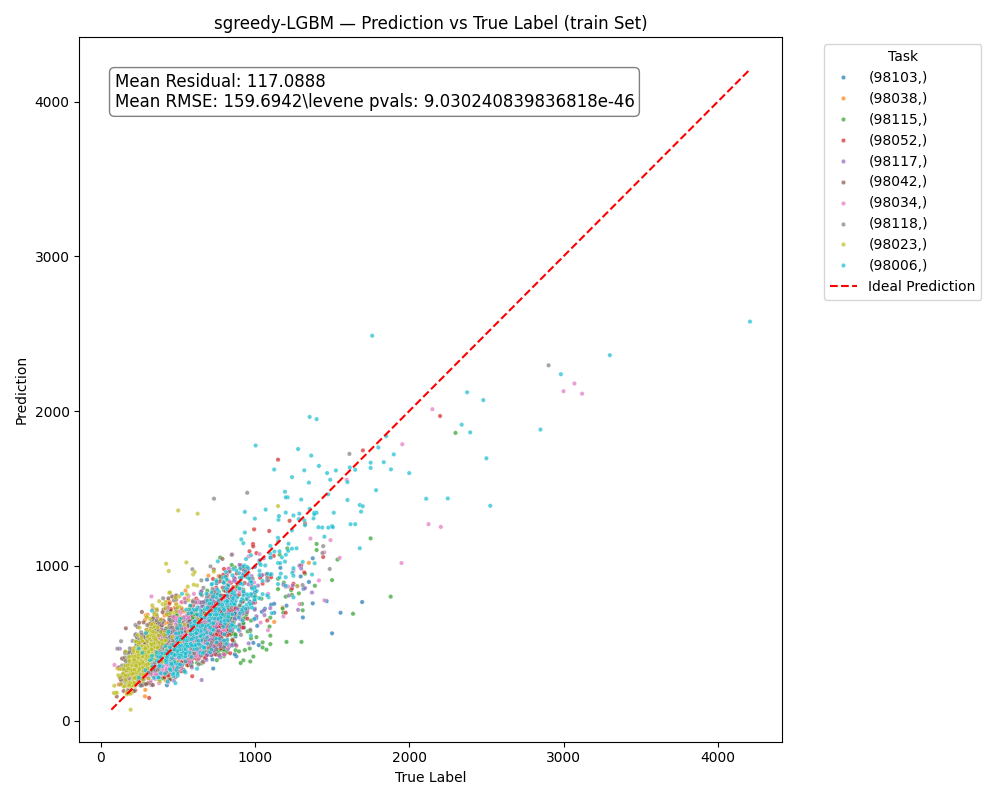 sgreedy-LGBM — Prediction vs True Label (train Set)
Mean Residual: 117.0888
Mean RMSE: 159.6942\levene pvals: 9.030240839836818e-46
Task
(98103,)
(98038,)
(98115,)
(98052,)
(98117,)
(98042,)
(98034,)
(98118,)
(98023,)
(98006,)
Ideal Prediction
Prediction
4000
3000
2000
1000
0
0
1000
2000
3000
4000
True Label